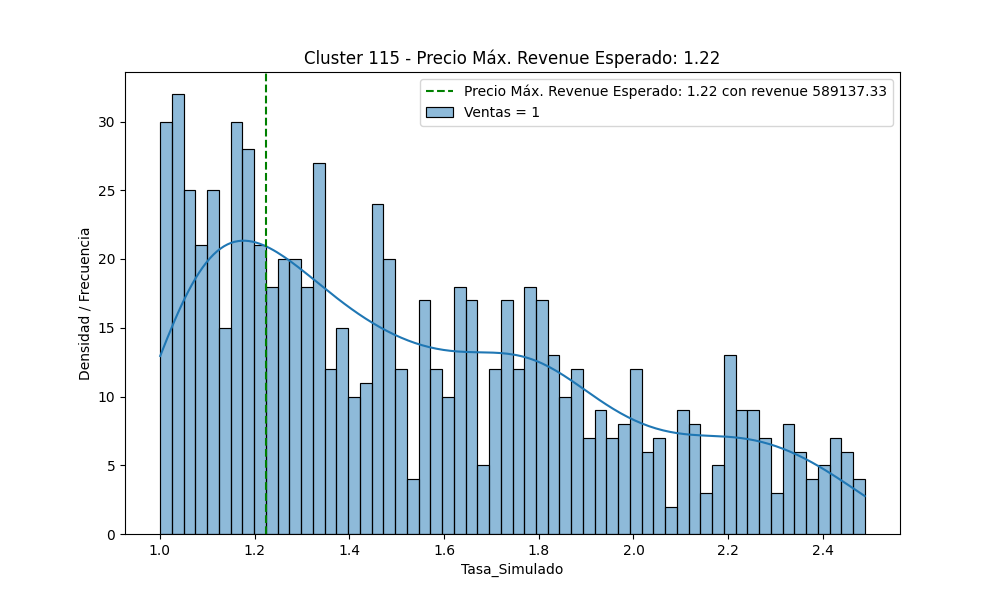 Cluster 115 - Precio Máx. Revenue Esperado: 1.22
Precio Máx. Revenue Esperado: 1.22 con revenue 589137.33
Ventas = 1
Densidad / Frecuencia
30
25
20
15
10
5
0
1.0 1.2 1.4 1.6 1.8 2.0 2.2 2.4
Tasa_Simulado